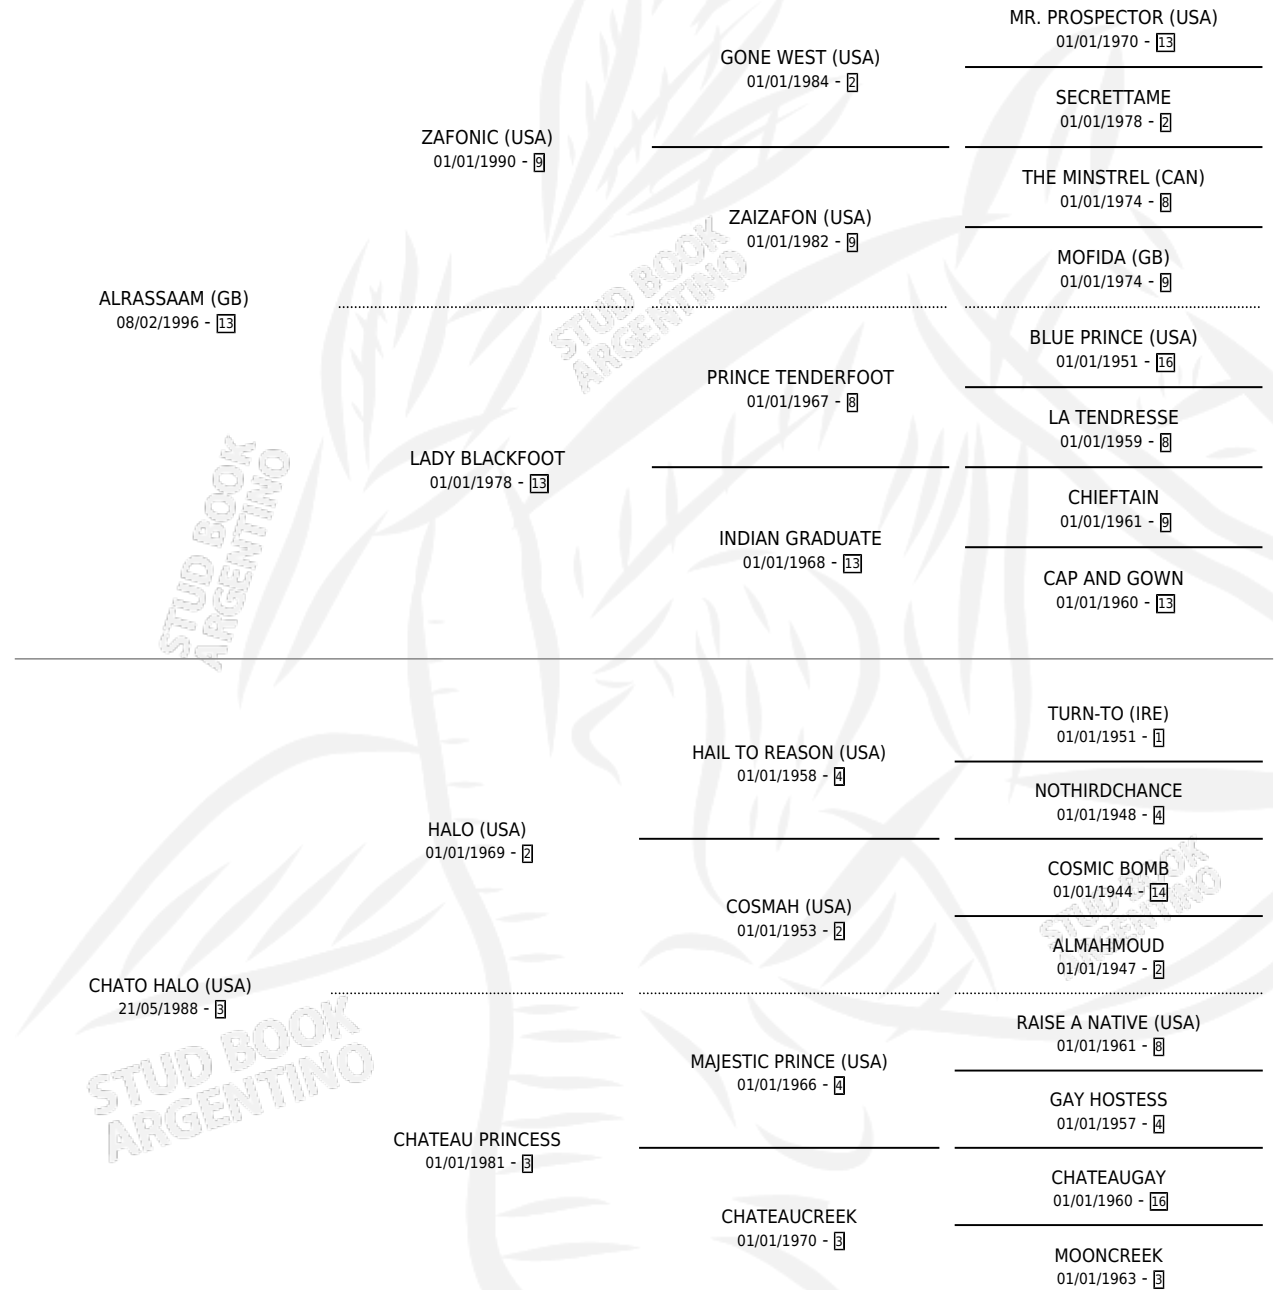 MR. PROSPECTOR (USA)
01/01/1970 - 13
GONE WEST (USA)
01/01/1984 - 2
SECRETTAME
01/01/1978 - 2
ZAFONIC (USA)
01/01/1990 - 9
THE MINSTREL (CAN)
01/01/1974 - 8
ZAIZAFON (USA)
01/01/1982 - 9
MOFIDA (GB)
01/01/1974 - 9
ALRASSAAM (GB)
08/02/1996 - 13
BLUE PRINCE (USA)
01/01/1951 - 16
PRINCE TENDERFOOT
01/01/1967 - 8
LA TENDRESSE
01/01/1959 - 8
LADY BLACKFOOT
01/01/1978 - 13
CHIEFTAIN
01/01/1961 - 9
INDIAN GRADUATE
01/01/1968 - 13
CAP AND GOWN
01/01/1960 - 13
TURN-TO (IRE)
01/01/1951 - 1
HAIL TO REASON (USA)
01/01/1958 - 4
NOTHIRDCHANCE
01/01/1948 - 4
HALO (USA)
01/01/1969 - 2
COSMIC BOMB
01/01/1944 - 14
COSMAH (USA)
01/01/1953 - 2
ALMAHMOUD
01/01/1947 - 2
CHATO HALO (USA)
21/05/1988 - 3
RAISE A NATIVE (USA)
01/01/1961 - 8
MAJESTIC PRINCE (USA)
01/01/1966 - 4
GAY HOSTESS
01/01/1957 - 4
CHATEAU PRINCESS
01/01/1981 - 3
CHATEAUGAY
01/01/1960 - 16
CHATEAUCREEK
01/01/1970 - 3
MOONCREEK
01/01/1963 - 3
STUD BOOK
ARGENTINO
STUD BOOK
ARGENTINO
STUD BOOK
ARGENTINO
STUD BOOK
ARGENTINO